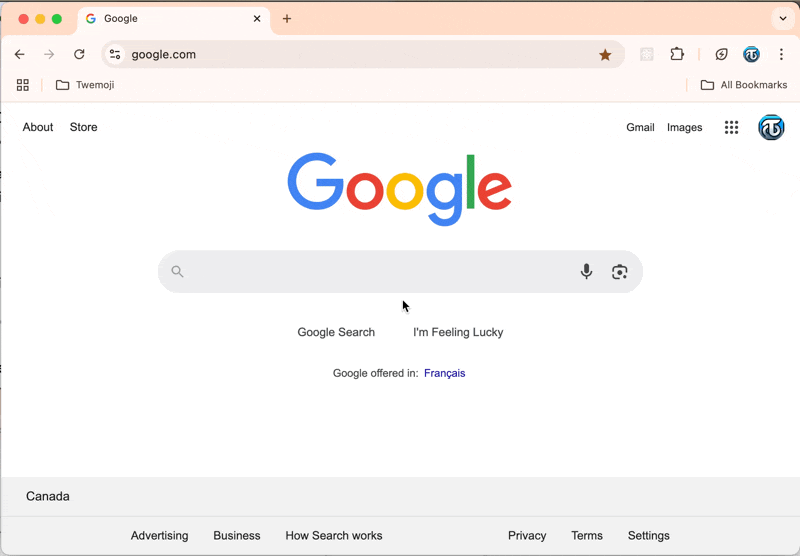 Google
google.com
Twemoji
All Bookmarks
About Store
Gmail Images
Google
Google Search I'm Feeling Lucky
Google offered in: Français
Canada
Advertising Business How Search works Privacy Terms Settings